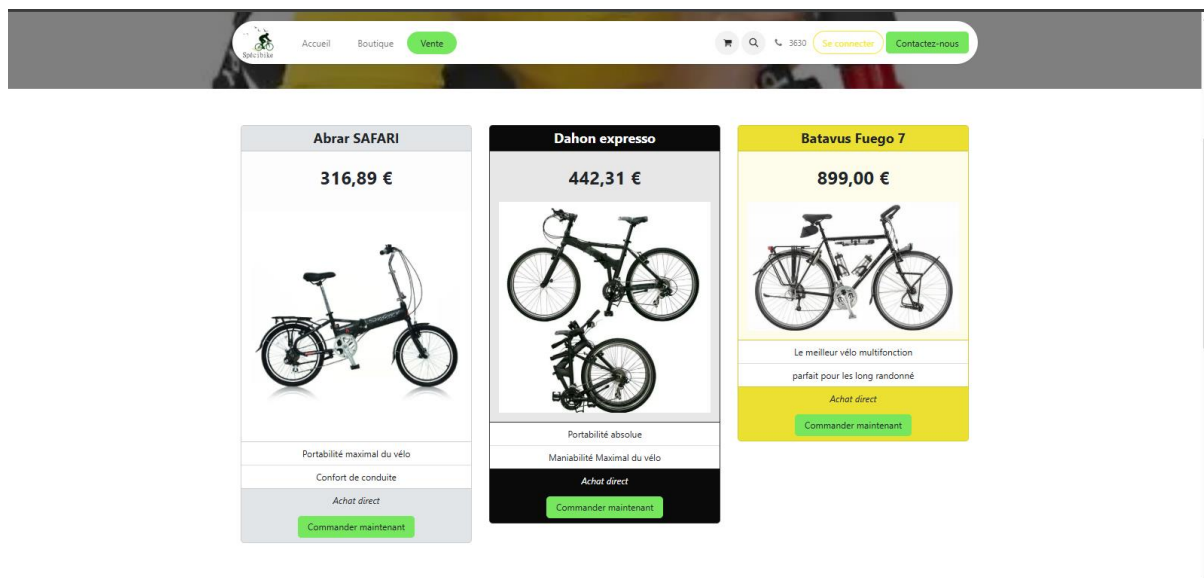 Spécibike
Accueil Boutique Vente 3630 Se connecter Contactez-nous
Abrar SAFARI
316,89 €
Portabilité maximal du vélo
Confort de conduite
Achat direct
Commander maintenant
Dahon expresso
442,31 €
Portabilité absolue
Maniabilité Maximal du vélo
Achat direct
Commander maintenant
Batavus Fuego 7
899,00 €
Le meilleur vélo multifonction
parfait pour les long randonné
Achat direct
Commander maintenant